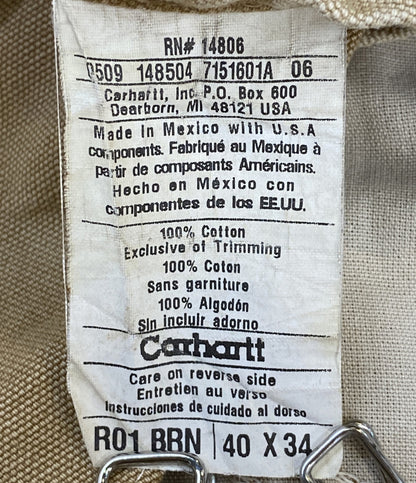 RN# 14806
0509 148504 7151601A 06
Carhartt, Inc. P.O. Box 600
Dearborn, MI 48121 USA
Made in Mexico with U.S.A
components. Fabriqué au Mexique à
partir de composants Américains.
Hecho en México con
componentes de los EE.UU.
100% Cotton
Exclusive of Trimming
100% Coton
Sans garniture
100% Algodón
Sin incluir adorno
Carhartt
Care on reverse side
Entretien au verso
Instrucciones de cuidado al dorso
R01 BRN | 40 X 34